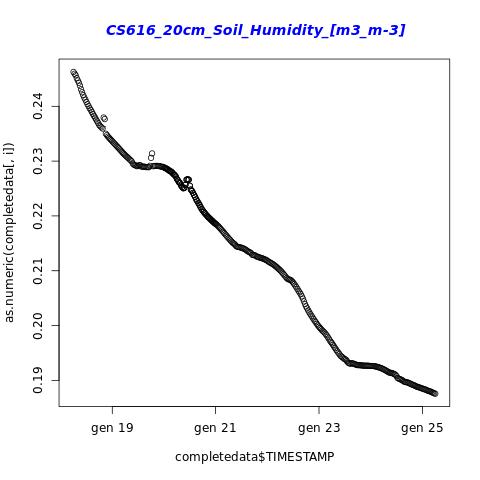 CS616_20cm_Soil_Humidity_[m3_m-3]
as.numeric(completedata[, i])
0.24
0.23
0.22
0.21
0.20
0.19
gen 19 gen 21 gen 23 gen 25
completedata$TIMESTAMP